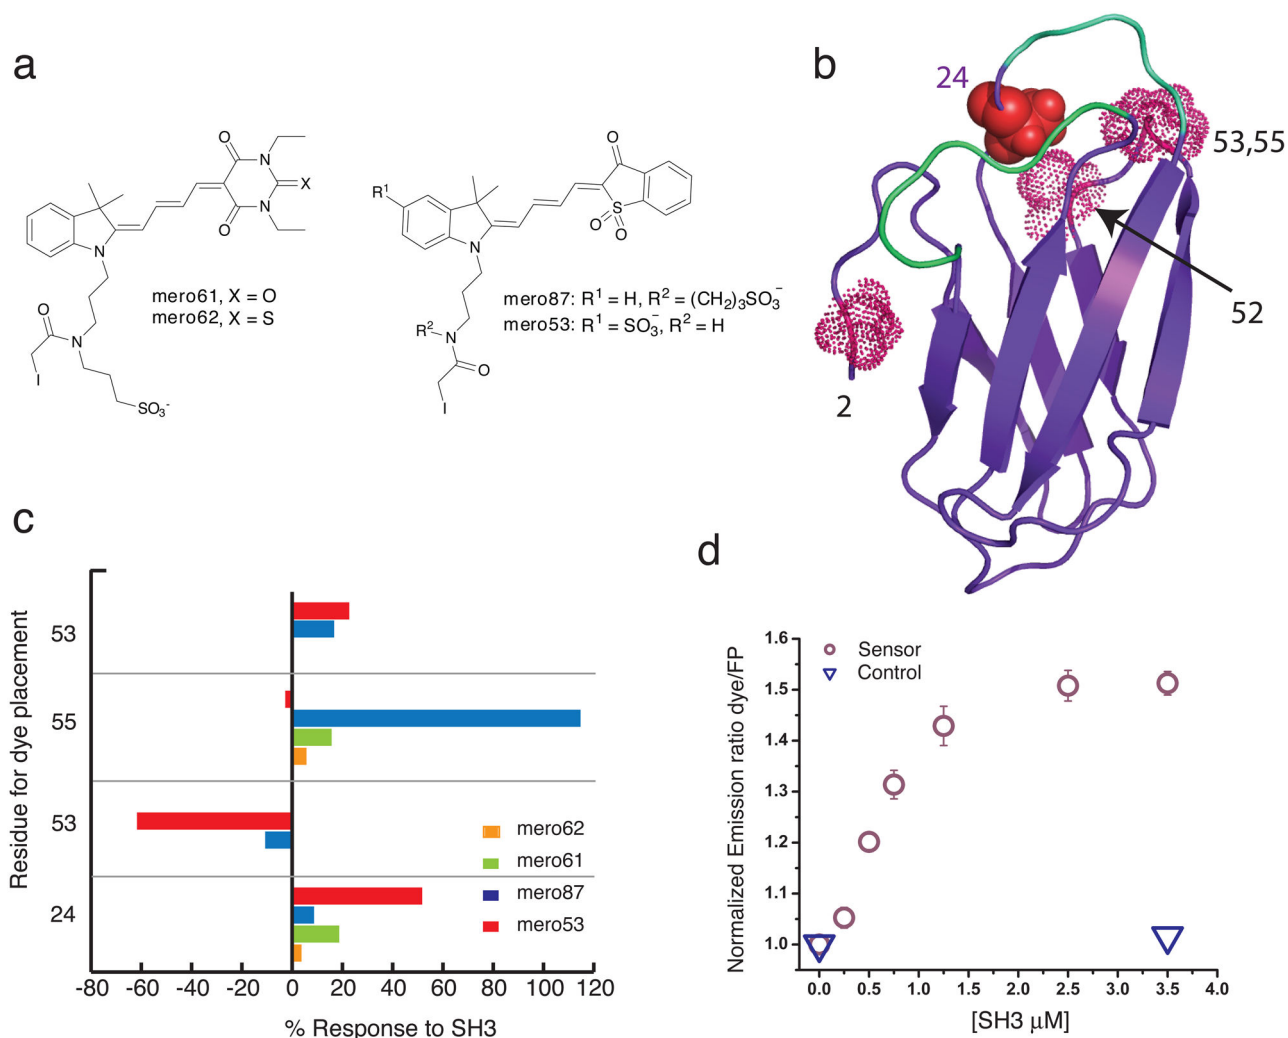 a
O
N
X
O
N
N
O
N
I
SO₃⁻
mero61, X = O
mero62, X = S
R¹
O
S
O
O
N
R²
N
O
I
mero87: R¹ = H, R² = (CH₂)₃SO₃⁻
mero53: R¹ = SO₃⁻, R² = H
b
24
53,55
52
2
c
Residue for dye placement
53
55
53
24
mero62
mero61
mero87
mero53
-80 -60 -40 -20 0 20 40 60 80 100 120
% Response to SH3
d
Normalized Emission ratio dye/FP
1.6
1.5
1.4
1.3
1.2
1.1
1.0
Sensor
Control
0.0 0.5 1.0 1.5 2.0 2.5 3.0 3.5 4.0
[SH3 µM]